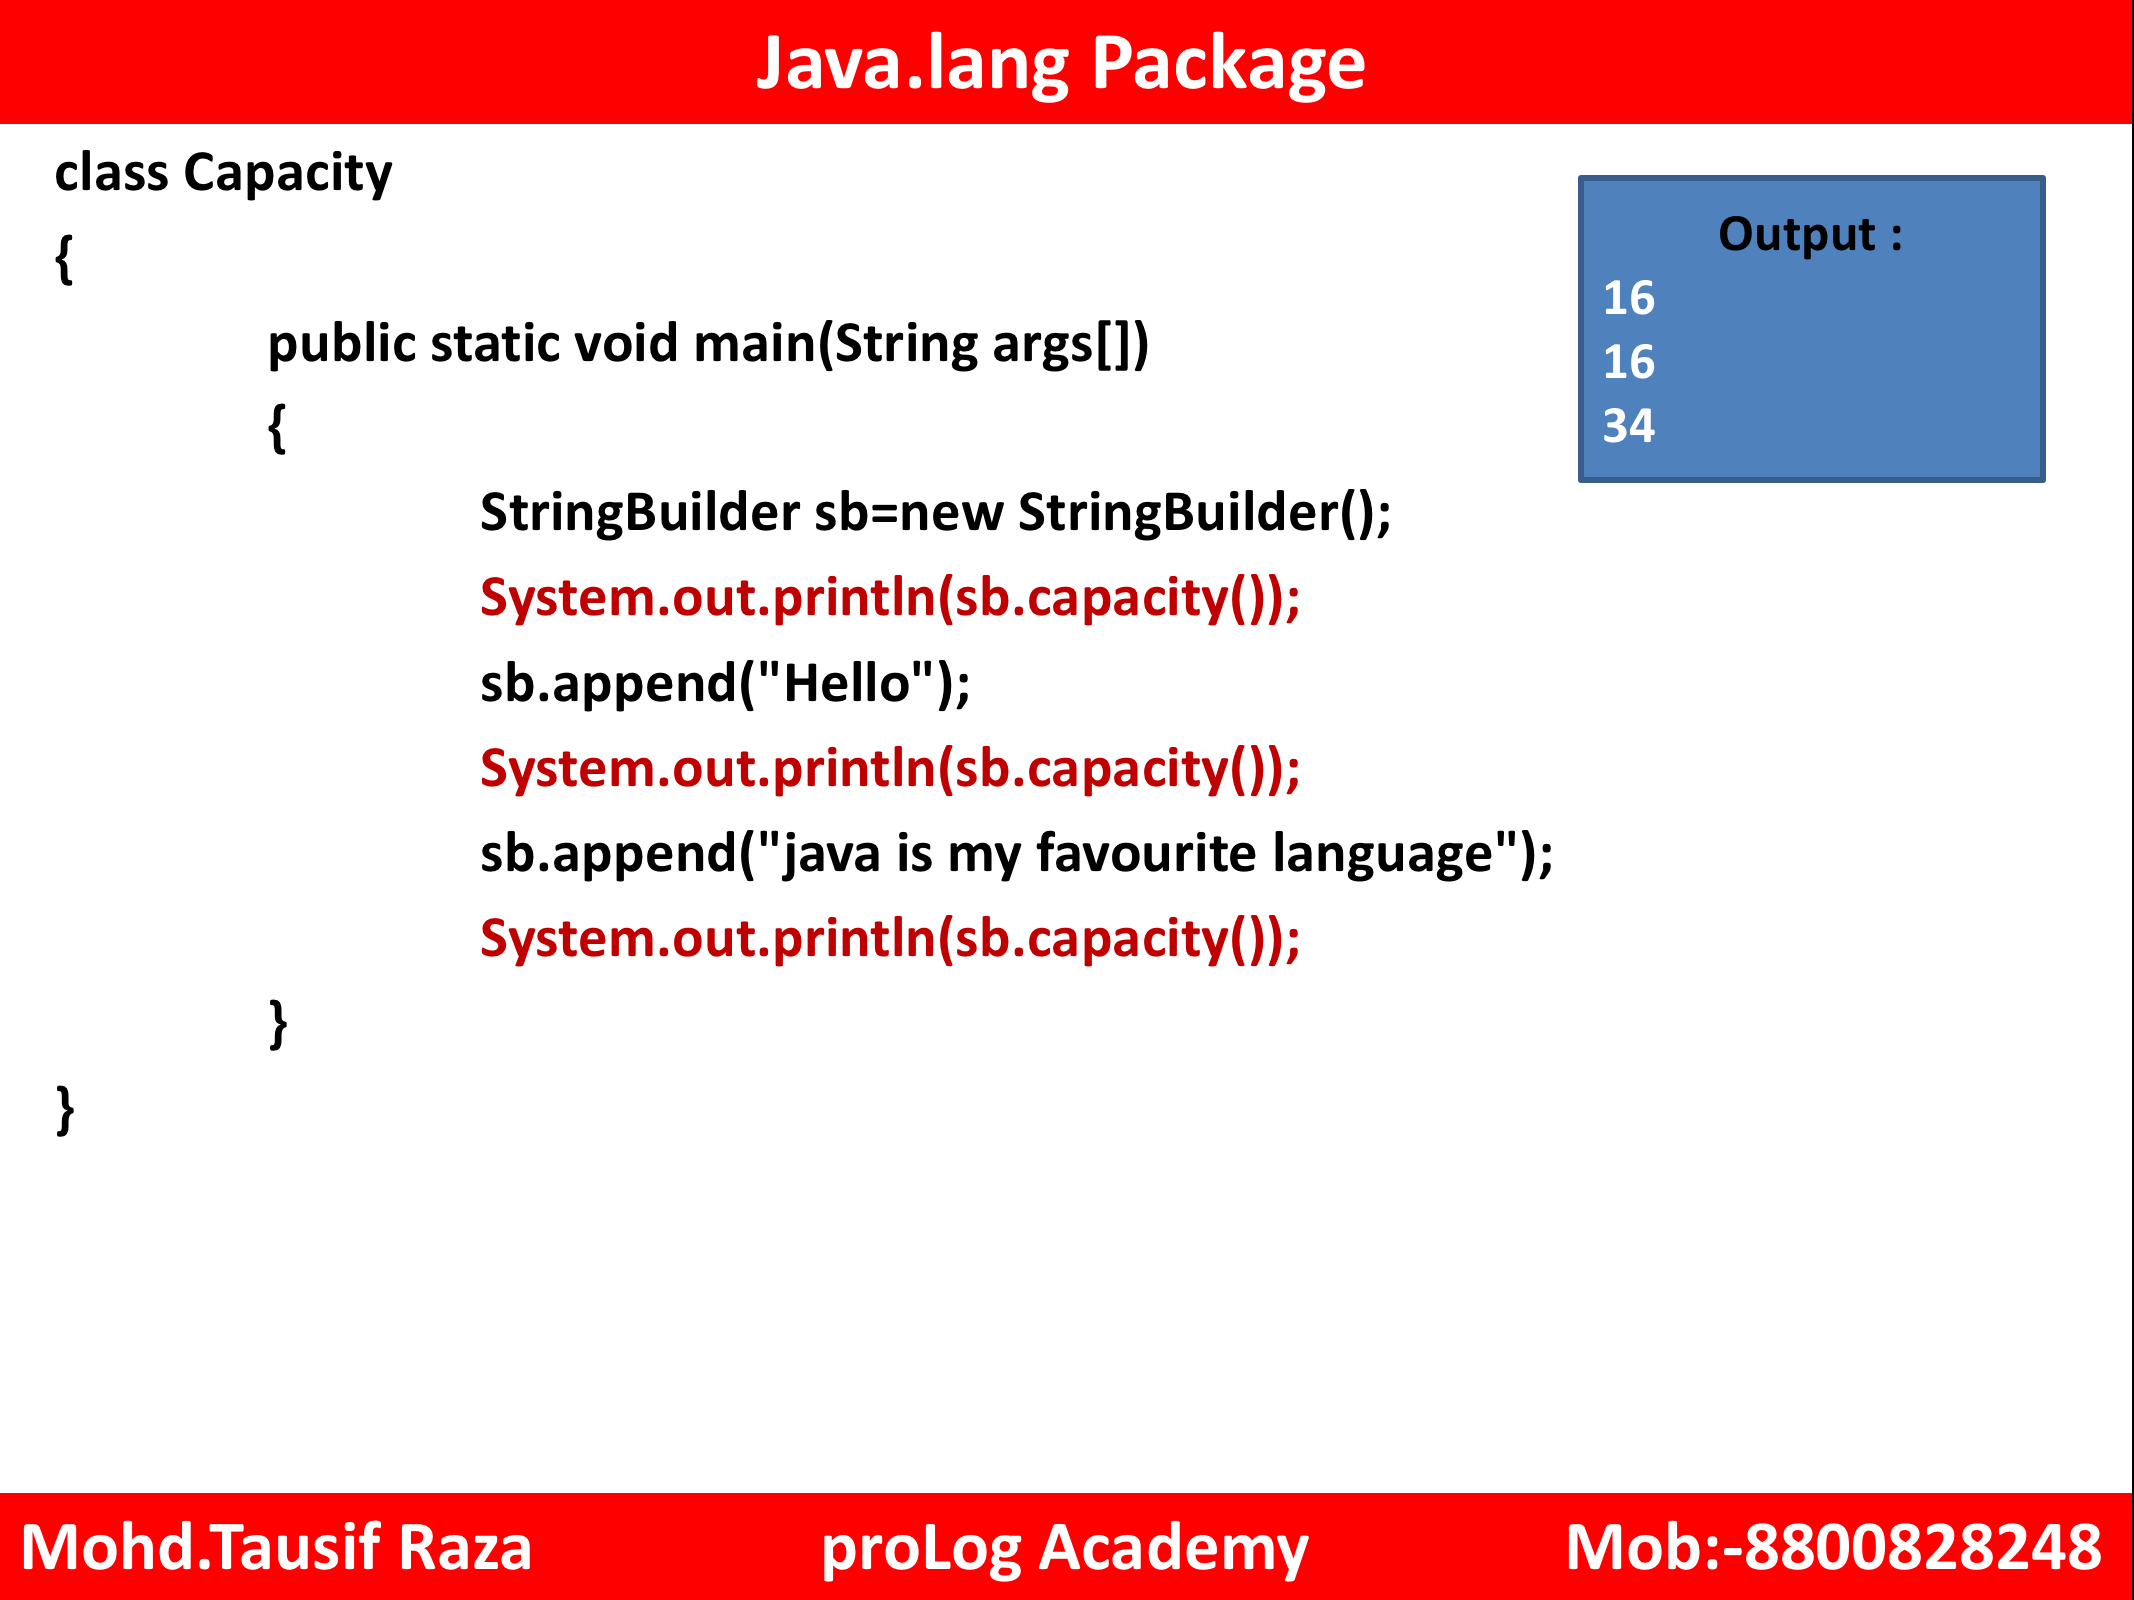 Java.lang Package
class Capacity
{
public static void main(String args[])
{
StringBuilder sb=new StringBuilder();
System.out.println(sb.capacity());
sb.append("Hello");
System.out.println(sb.capacity());
sb.append("java is my favourite language");
System.out.println(sb.capacity());
}
}
Output :
16
16
34
Mohd.Tausif Raza proLog Academy Mob:-8800828248